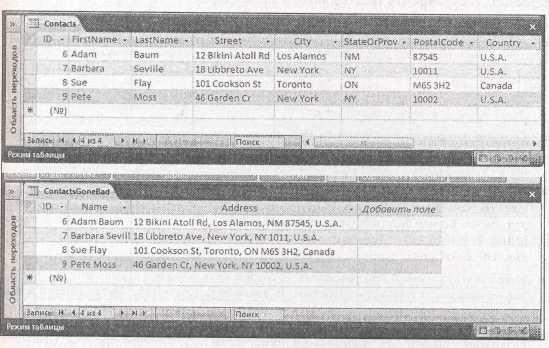 Contacts
ID FirstName LastName Street City StateOrProv PostalCode Country
6 Adam Baum 12 Bikini Atoll Rd Los Alamos NM 87545 U.S.A.
7 Barbara Seville 18 Libbreto Ave New York NY 10011 U.S.A.
8 Sue Flay 101 Cookson St Toronto ON M6S 3H2 Canada
9 Pete Moss 46 Garden Cr New York NY 10002 U.S.A.
* (№)
Область переходов
Запись: 4 из 4 Поиск
Режим таблицы
ContactsGoneBad
ID Name Address Добавить поле
6 Adam Baum 12 Bikini Atoll Rd, Los Alamos, NM 87545, U.S.A.
7 Barbara Sevill 18 Libbreto Ave, New York, NY 1011, U.S.A.
8 Sue Flay 101 Cookson St, Toronto, ON M6S 3H2, Canada
9 Pete Moss 46 Garden Cr, New York, NY 10002, U.S.A.
* (№)
Область переходов
Запись: 4 из 4 Поиск
Режим таблицы